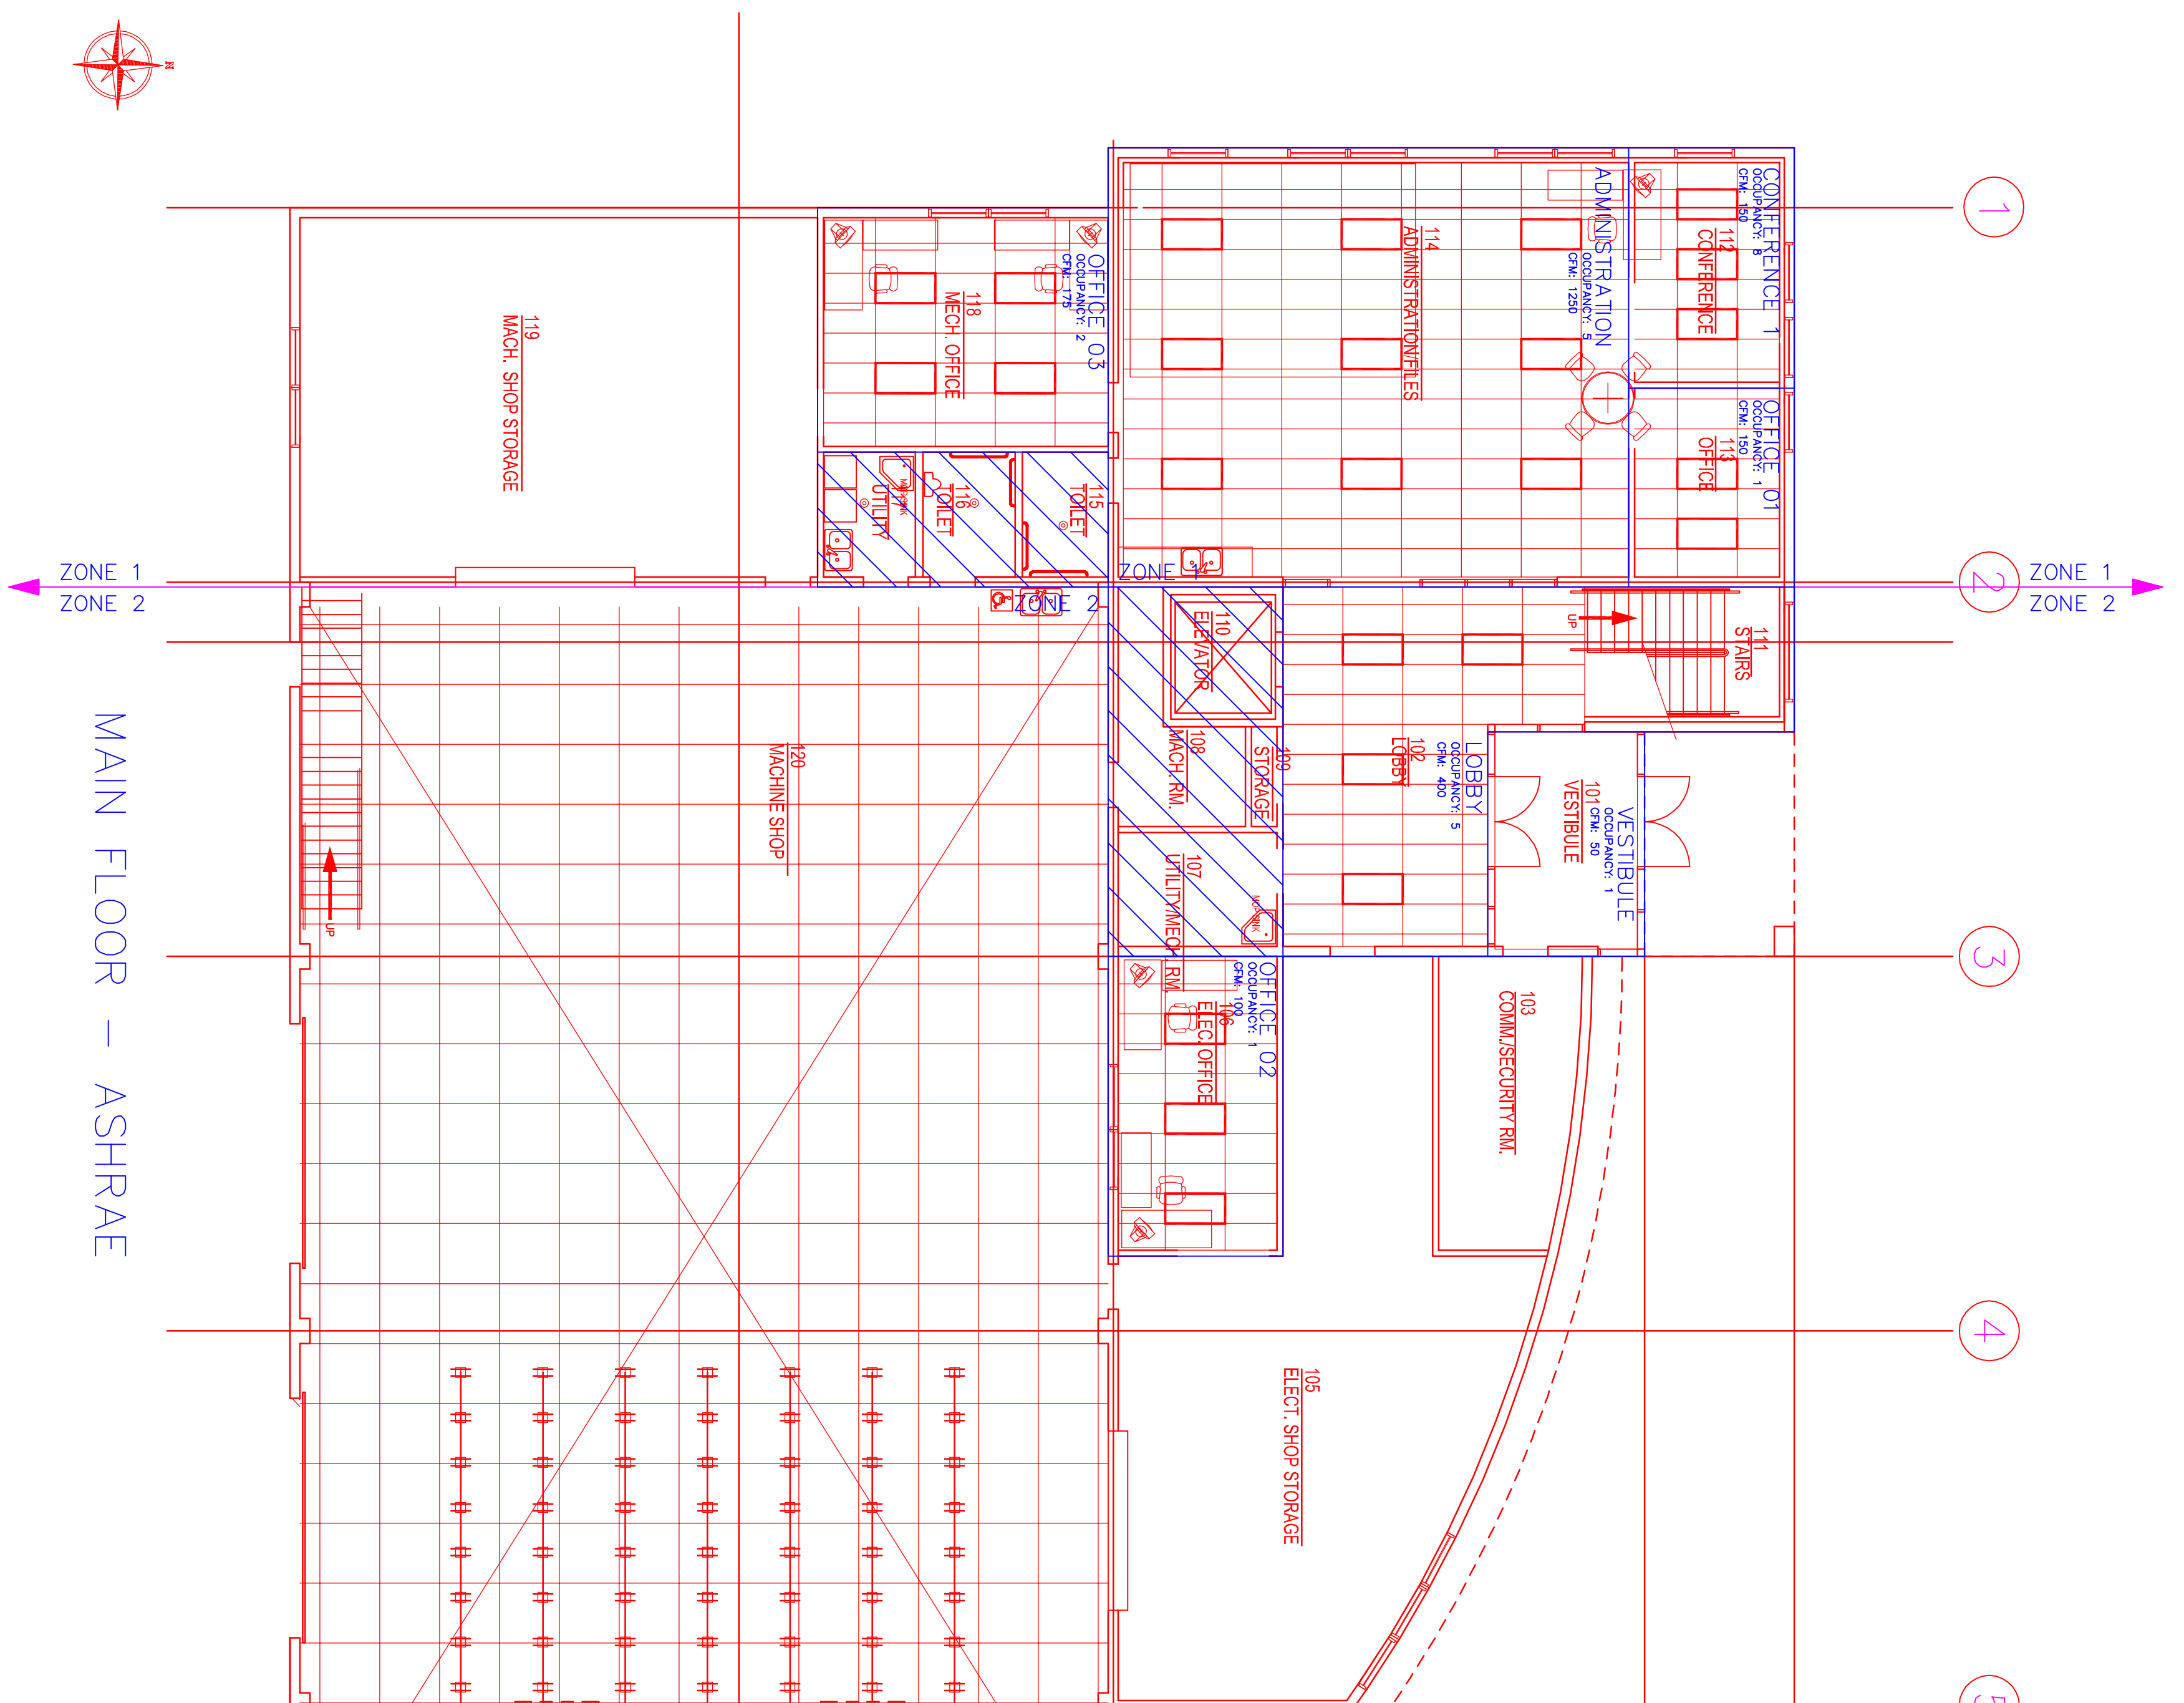 N
1
2
3
4
5
ZONE 1
ZONE 2
ZONE 1
ZONE 2
ZONE 1
ZONE 2
MAIN FLOOR - ASHRAE
CONFERENCE 1
OCCUPANCY: 8
CFM: 150
112
CONFERENCE
OFFICE 01
OCCUPANCY: 1
CFM: 150
113
OFFICE
ADMINISTRATION
OCCUPANCY: 5
CFM: 1250
114
ADMINISTRATION/FILES
OFFICE 03
OCCUPANCY: 2
CFM: 175
118
MECH. OFFICE
119
MACH. SHOP STORAGE
115
TOILET
116
TOILET
117
UTILITY
MOP SINK
111
STAIRS
UP
110
ELEVATOR
109
STORAGE
108
MACH. RM.
102
LOBBY
LOBBY
OCCUPANCY: 5
CFM: 400
VESTIBULE
OCCUPANCY: 1
CFM: 50
101
VESTIBULE
107
UTILITY/MECH. RM.
MOP SINK
OFFICE 02
OCCUPANCY: 1
CFM: 100
106
ELEC. OFFICE
103
COMM./SECURITY RM.
105
ELECT. SHOP STORAGE
120
MACHINE SHOP
UP